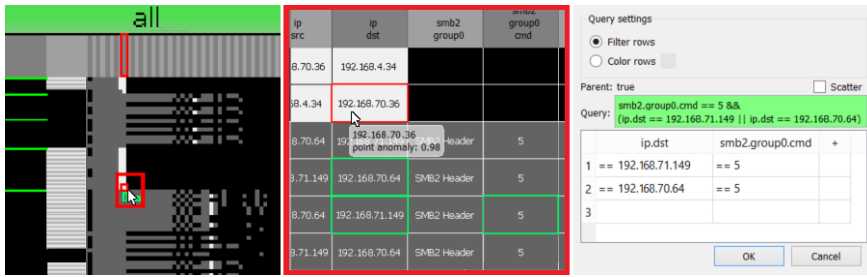 all
ip src
ip dst
smb2 group0
smb2 group0 cmd
8.70.36 192.168.4.34
68.4.34 192.168.70.36
8.70.64 SMB2 Header 5
192.168.70.36
point anomaly: 0.98
8.71.149 192.168.70.64 SMB2 Header 5
8.70.64 192.168.71.149 SMB2 Header 5
8.71.149 192.168.70.64 SMB2 Header 5
Query settings
Filter rows
Color rows
Parent: true Scatter
Query: smb2.group0.cmd == 5 &&
(ip.dst == 192.168.71.149 || ip.dst == 192.168.70.64)
ip.dst smb2.group0.cmd +
1 == 192.168.71.149 == 5
2 == 192.168.70.64 == 5
3
OK Cancel